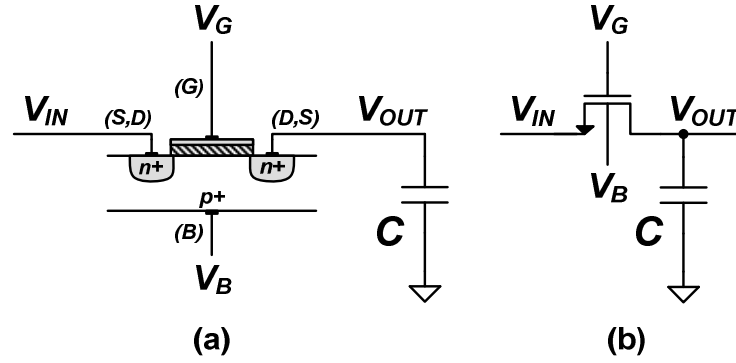 V_G
(G)
V_IN
(S,D)
(D,S)
V_OUT
n+
n+
p+
(B)
V_B
C
(a)
V_G
V_IN
V_OUT
V_B
C
(b)